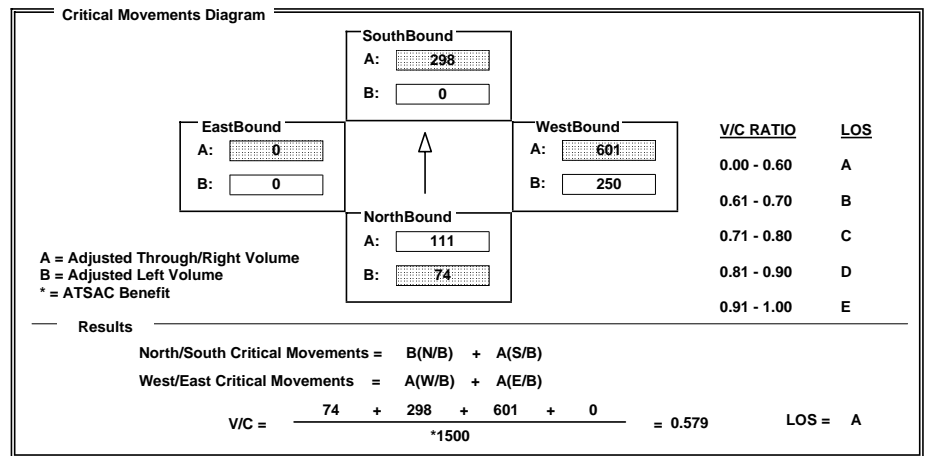 Critical Movements Diagram
SouthBound
A: 298
B: 0
EastBound
A: 0
B: 0
WestBound
A: 601
B: 250
NorthBound
A: 111
B: 74
V/C RATIO LOS
0.00 - 0.60 A
0.61 - 0.70 B
0.71 - 0.80 C
0.81 - 0.90 D
0.91 - 1.00 E
A = Adjusted Through/Right Volume
B = Adjusted Left Volume
* = ATSAC Benefit
Results
North/South Critical Movements = B(N/B) + A(S/B)
West/East Critical Movements = A(W/B) + A(E/B)
V/C = 74 + 298 + 601 + 0 = 0.579 LOS = A
*1500